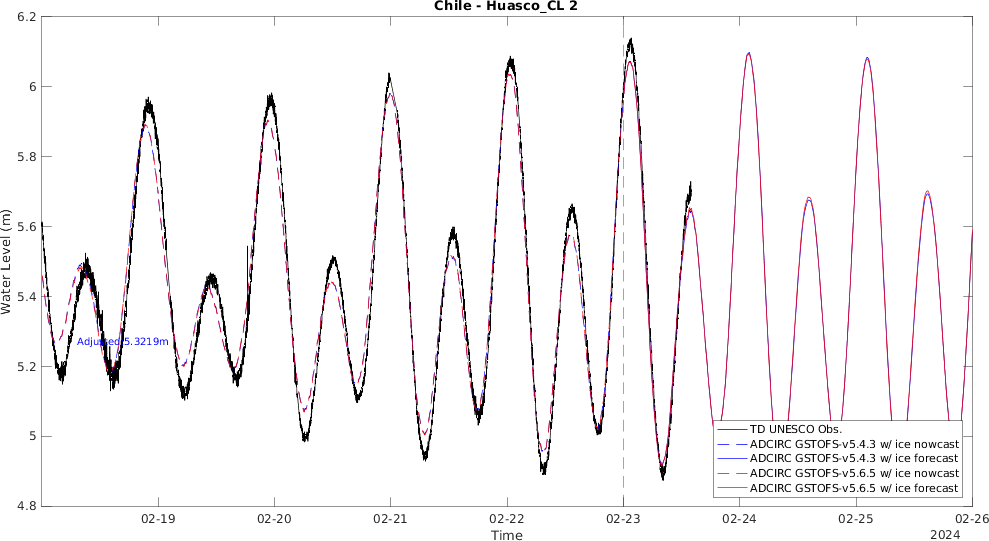 Chile - Huasco_CL 2
6.2
6
5.8
5.6
5.4
5.2
5
4.8
Water Level (m)
Adjusted 5.3219m
TD UNESCO Obs.
ADCIRC GSTOFS-v5.4.3 w/ ice nowcast
ADCIRC GSTOFS-v5.4.3 w/ ice forecast
ADCIRC GSTOFS-v5.6.5 w/ ice nowcast
ADCIRC GSTOFS-v5.6.5 w/ ice forecast
02-19 02-20 02-21 02-22 02-23 02-24 02-25 02-26
Time
2024